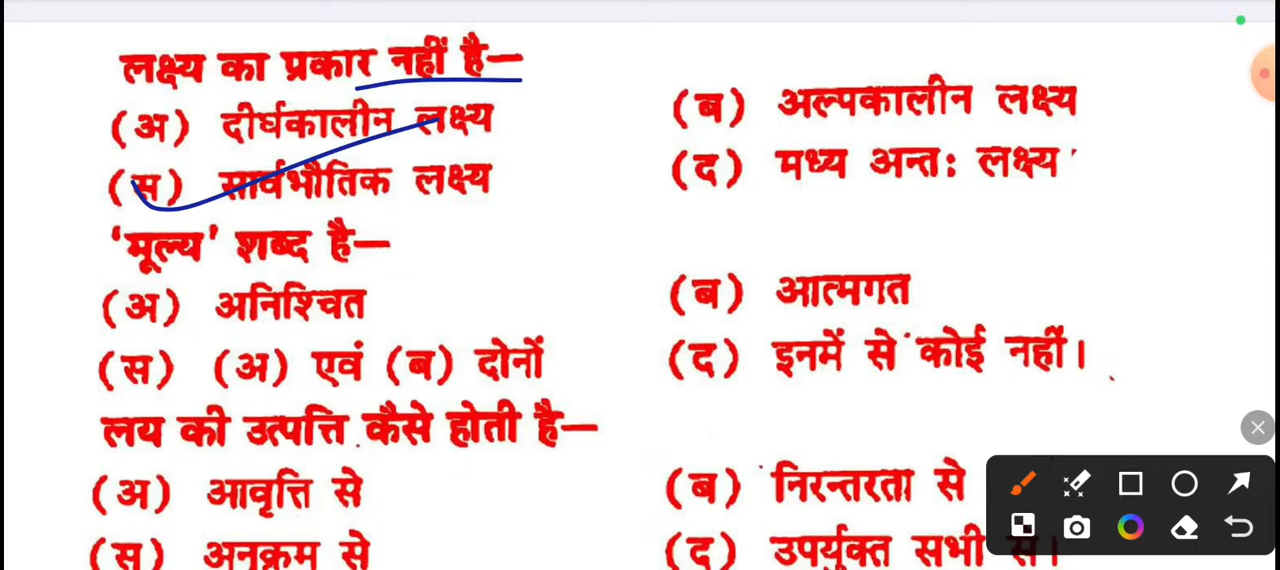 लक्ष्य का प्रकार नहीं है—
(अ) दीर्घकालीन लक्ष्य (ब) अल्पकालीन लक्ष्य
(स) सार्वभौतिक लक्ष्य (द) मध्य अन्त: लक्ष्य
'मूल्य' शब्द है—
(अ) अनिश्चित (ब) आत्मगत
(स) (अ) एवं (ब) दोनों (द) इनमें से कोई नहीं।
लय की उत्पत्ति कैसे होती है—
(अ) आवृत्ति से (ब) निरन्तरता से
(स) अनुक्रम से (द) उपर्युक्त सभी से।